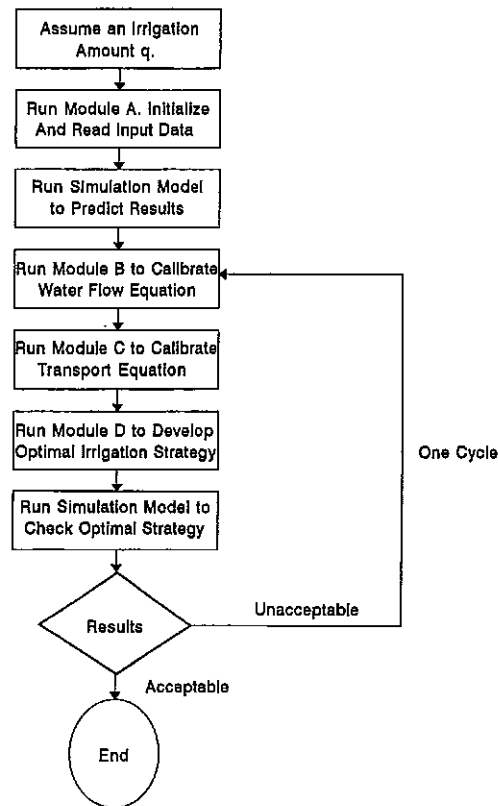 Assume an Irrigation
Amount q.
Run Module A. Initialize
And Read Input Data
Run Simulation Model
to Predict Results
Run Module B to Calibrate
Water Flow Equation
Run Module C to Calibrate
Transport Equation
Run Module D to Develop
Optimal Irrigation Strategy
One Cycle
Run Simulation Model to
Check Optimal Strategy
Unacceptable
Results
Acceptable
End